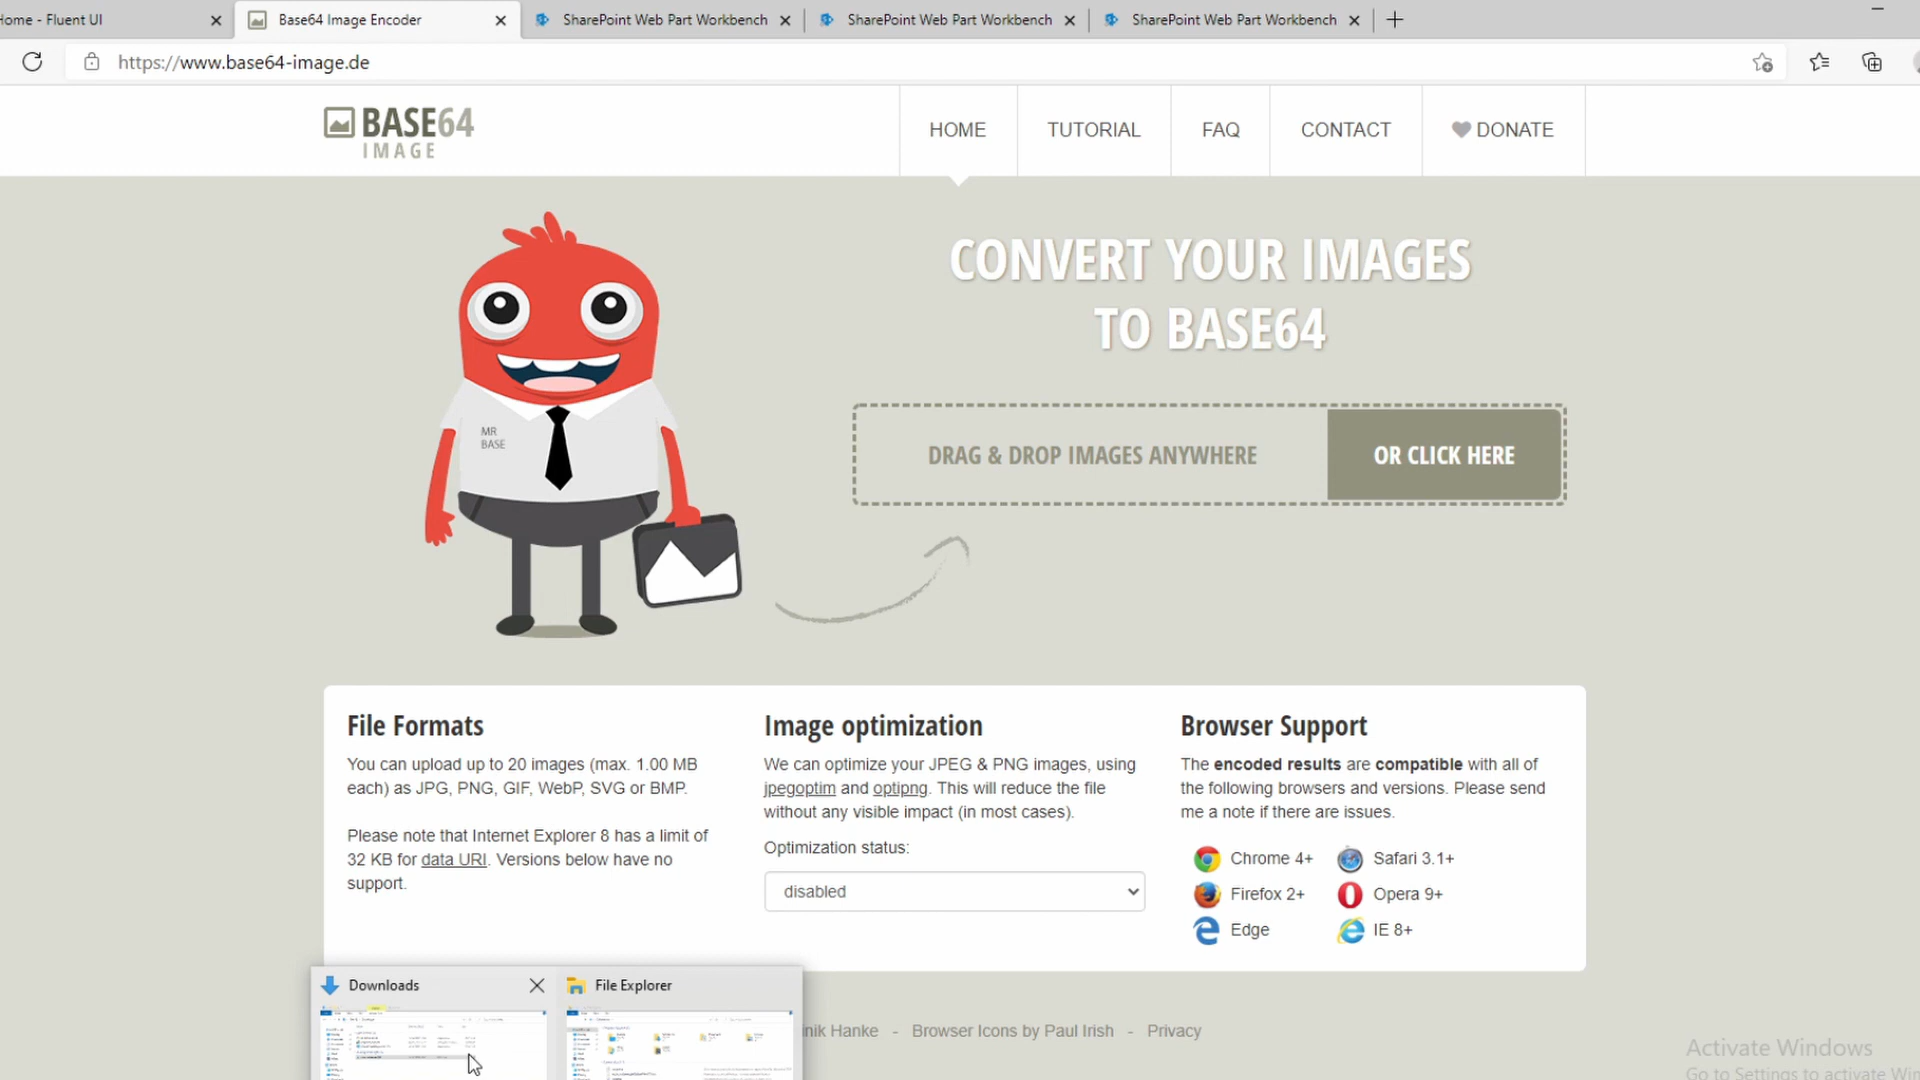 Home - Fluent UI
Base64 Image Encoder
SharePoint Web Part Workbench
SharePoint Web Part Workbench
SharePoint Web Part Workbench
https://www.base64-image.de
BASE64
IMAGE
HOME
TUTORIAL
FAQ
CONTACT
DONATE
CONVERT YOUR IMAGES
TO BASE64
MR
BASE
DRAG & DROP IMAGES ANYWHERE
OR CLICK HERE
File Formats
You can upload up to 20 images (max. 1.00 MB
each) as JPG, PNG, GIF, WebP, SVG or BMP.
Please note that Internet Explorer 8 has a limit of
32 KB for data URI. Versions below have no
support.
Image optimization
We can optimize your JPEG & PNG images, using
jpegoptim and optipng. This will reduce the file
without any visible impact (in most cases).
Optimization status:
disabled
Browser Support
The encoded results are compatible with all of
the following browsers and versions. Please send
me a note if there are issues.
Chrome 4+
Safari 3.1+
Firefox 2+
Opera 9+
Edge
IE 8+
Downloads
File Explorer
nik Hanke - Browser Icons by Paul Irish - Privacy
Activate Windows
Go to Settings to activate Win